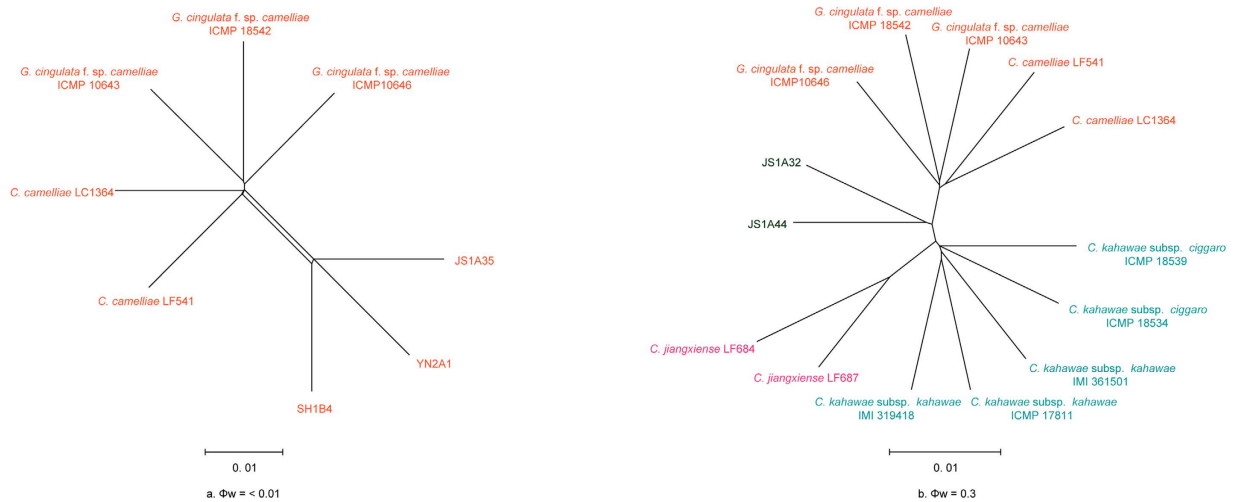 G. cingulata f. sp. camelliae
ICMP 18542
G. cingulata f. sp. camelliae
ICMP 10643
G. cingulata f. sp. camelliae
ICMP10646
C. camelliae LC1364
C. camelliae LF541
JS1A35
YN2A1
SH1B4
0. 01
a. Φw = < 0.01
G. cingulata f. sp. camelliae
ICMP 18542
G. cingulata f. sp. camelliae
ICMP 10643
G. cingulata f. sp. camelliae
ICMP10646
C. camelliae LF541
C. camelliae LC1364
JS1A32
JS1A44
C. kahawae subsp. ciggaro
ICMP 18539
C. kahawae subsp. ciggaro
ICMP 18534
C. jiangxiense LF684
C. jiangxiense LF687
C. kahawae subsp. kahawae
IMI 361501
C. kahawae subsp. kahawae
IMI 319418
C. kahawae subsp. kahawae
ICMP 17811
0. 01
b. Φw = 0.3